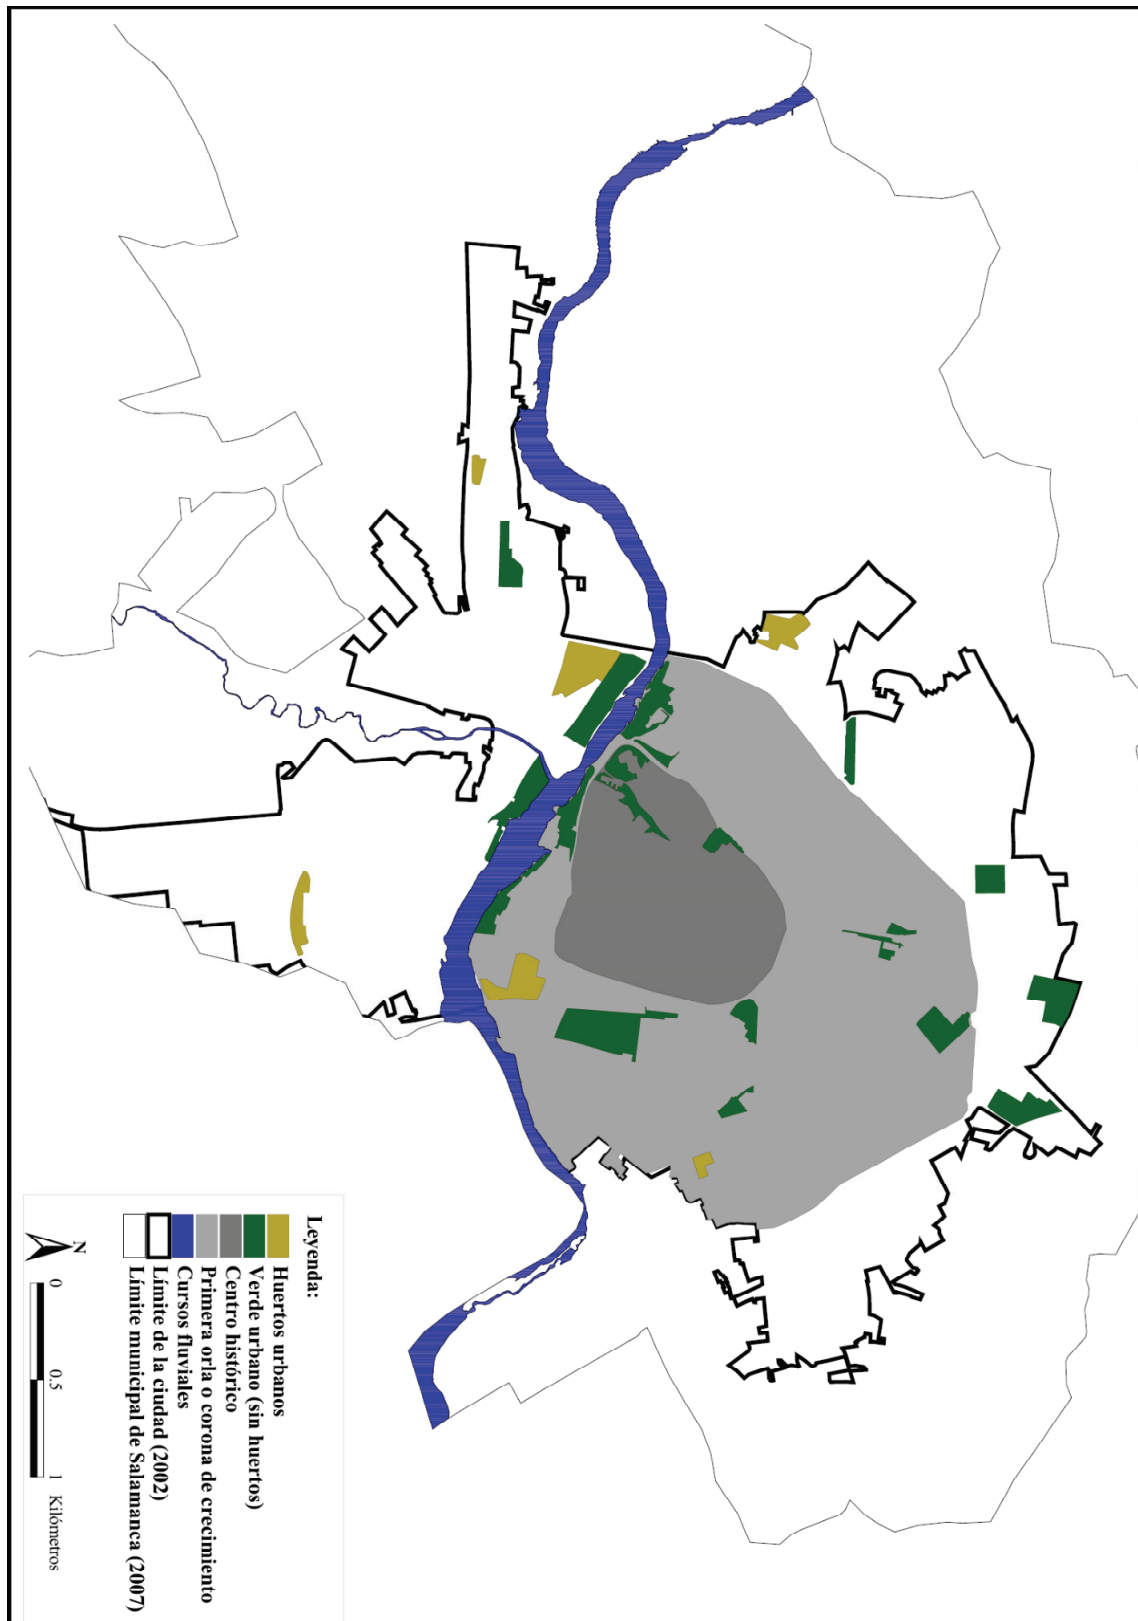 Leyenda:
Huertos urbanos
Verde urbano (sin huertos)
Centro histórico
Primera orla o corona de crecimiento
Cursos fluviales
Límite de la ciudad (2002)
Límite municipal de Salamanca (2007)
N
0 0.5 1 Kilómetros